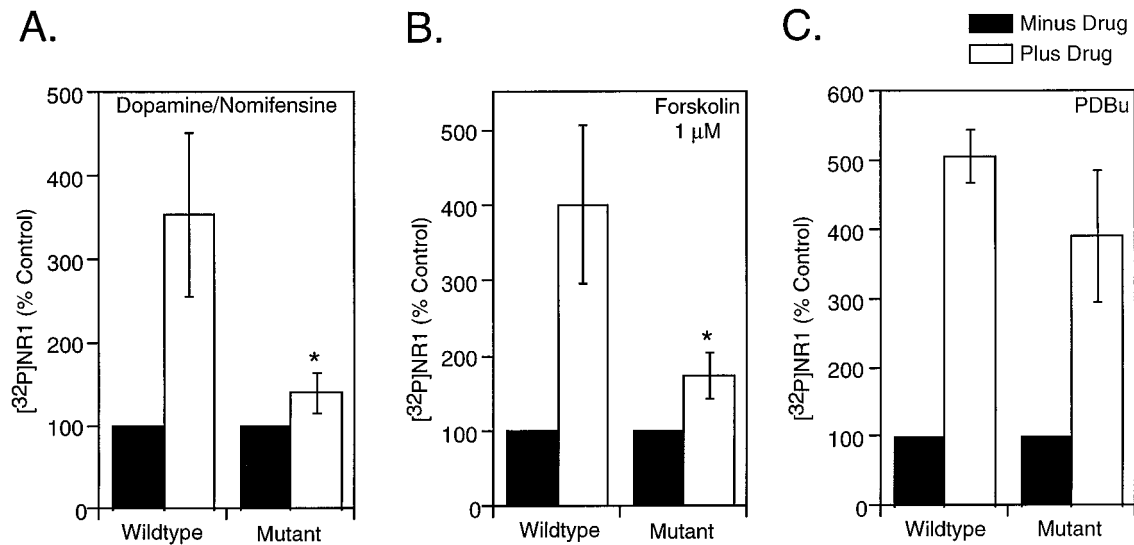 A.
B.
C.
Minus Drug
Plus Drug
[32P]NR1 (% Control)
500
400
300
200
100
0
Dopamine/Nomifensine
*
Wildtype
Mutant
[32P]NR1 (% Control)
500
400
300
200
100
0
Forskolin
1 μM
*
Wildtype
Mutant
[32P]NR1 (% Control)
600
500
400
300
200
100
0
PDBu
Wildtype
Mutant